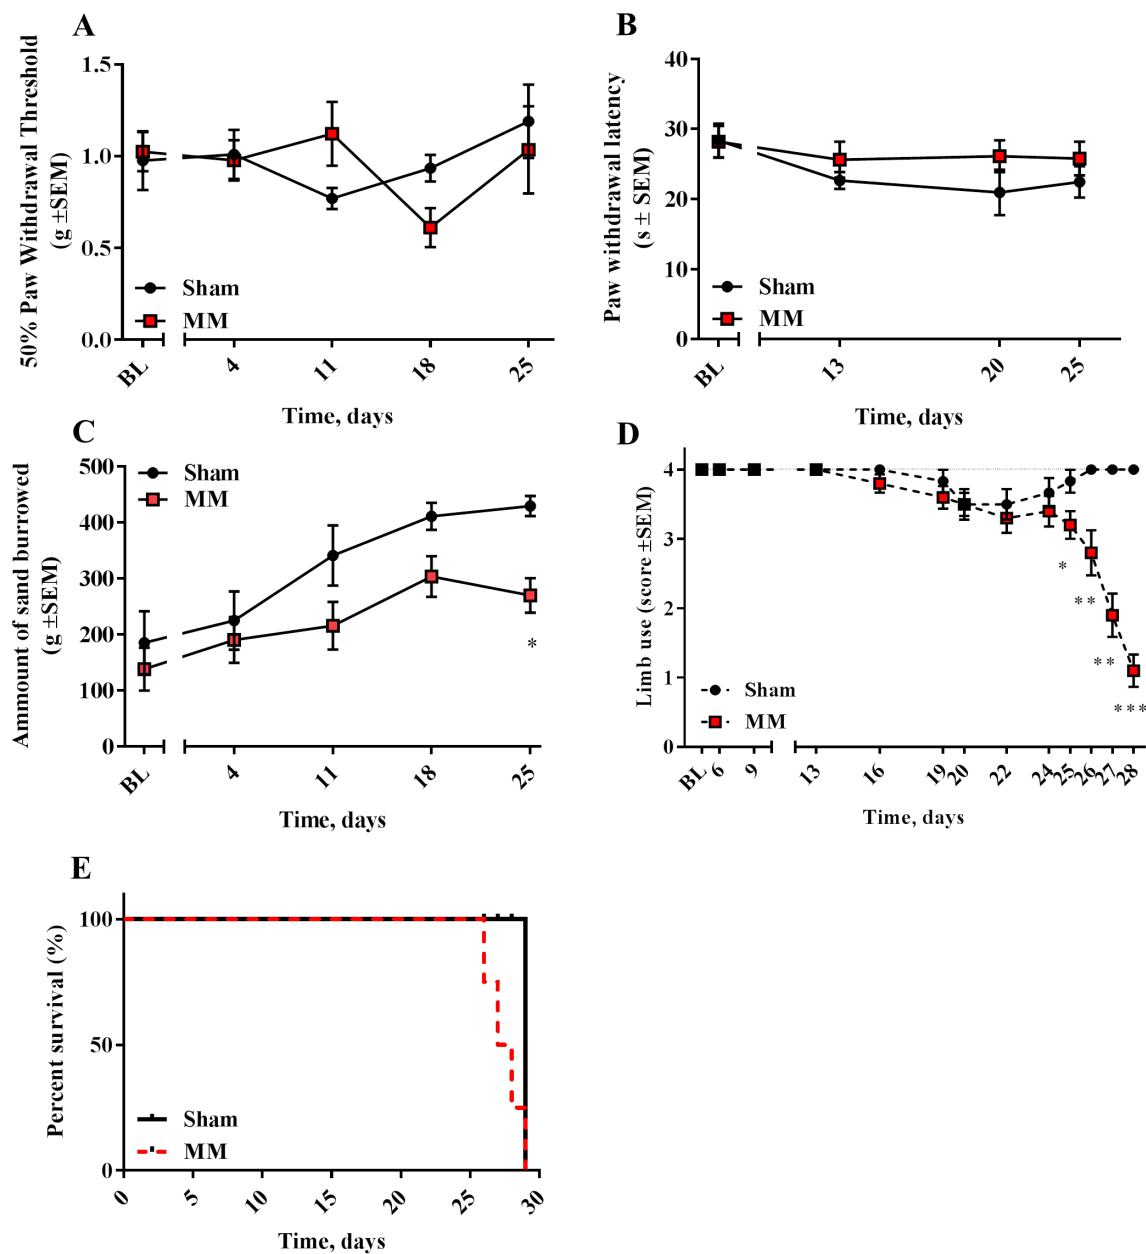 A
50% Paw Withdrawal Threshold
(g ±SEM)
1.5
1.0
0.5
0.0
Sham
MM
BL
4
11
18
25
Time, days
B
Paw withdrawal latency
(s ± SEM)
40
30
20
10
0
Sham
MM
BL
13
20
25
Time, days
C
Ammount of sand burrowed
(g ±SEM)
500
400
300
200
100
0
Sham
MM
*
BL
4
11
18
25
Time, days
D
Limb use (score ±SEM)
4
3
2
1
0
*
**
**
***
Sham
MM
BL
6
9
13
16
19
20
22
24
25
26
27
28
Time, days
E
Percent survival (%)
100
50
0
Sham
MM
0
5
10
15
20
25
30
Time, days